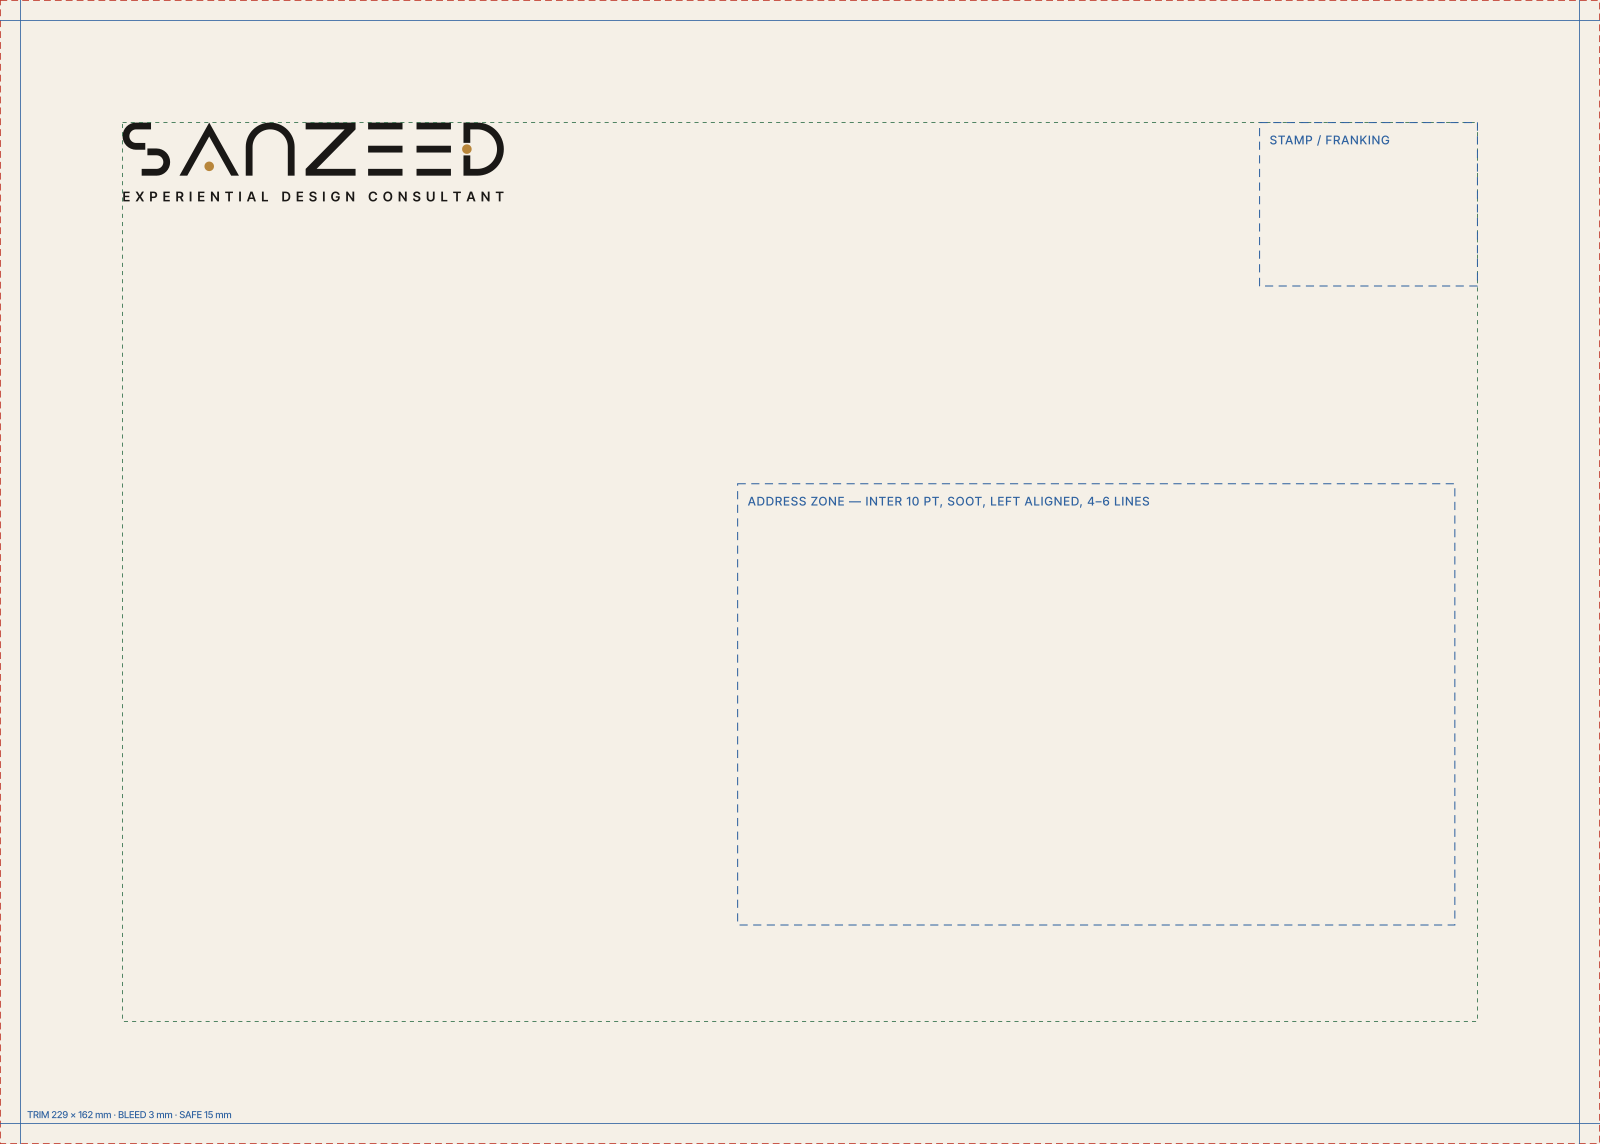 SANZEED
EXPERIENTIAL DESIGN CONSULTANT
STAMP / FRANKING
ADDRESS ZONE — INTER 10 PT, SOOT, LEFT ALIGNED, 4–6 LINES
TRIM 229 × 162 mm · BLEED 3 mm · SAFE 15 mm